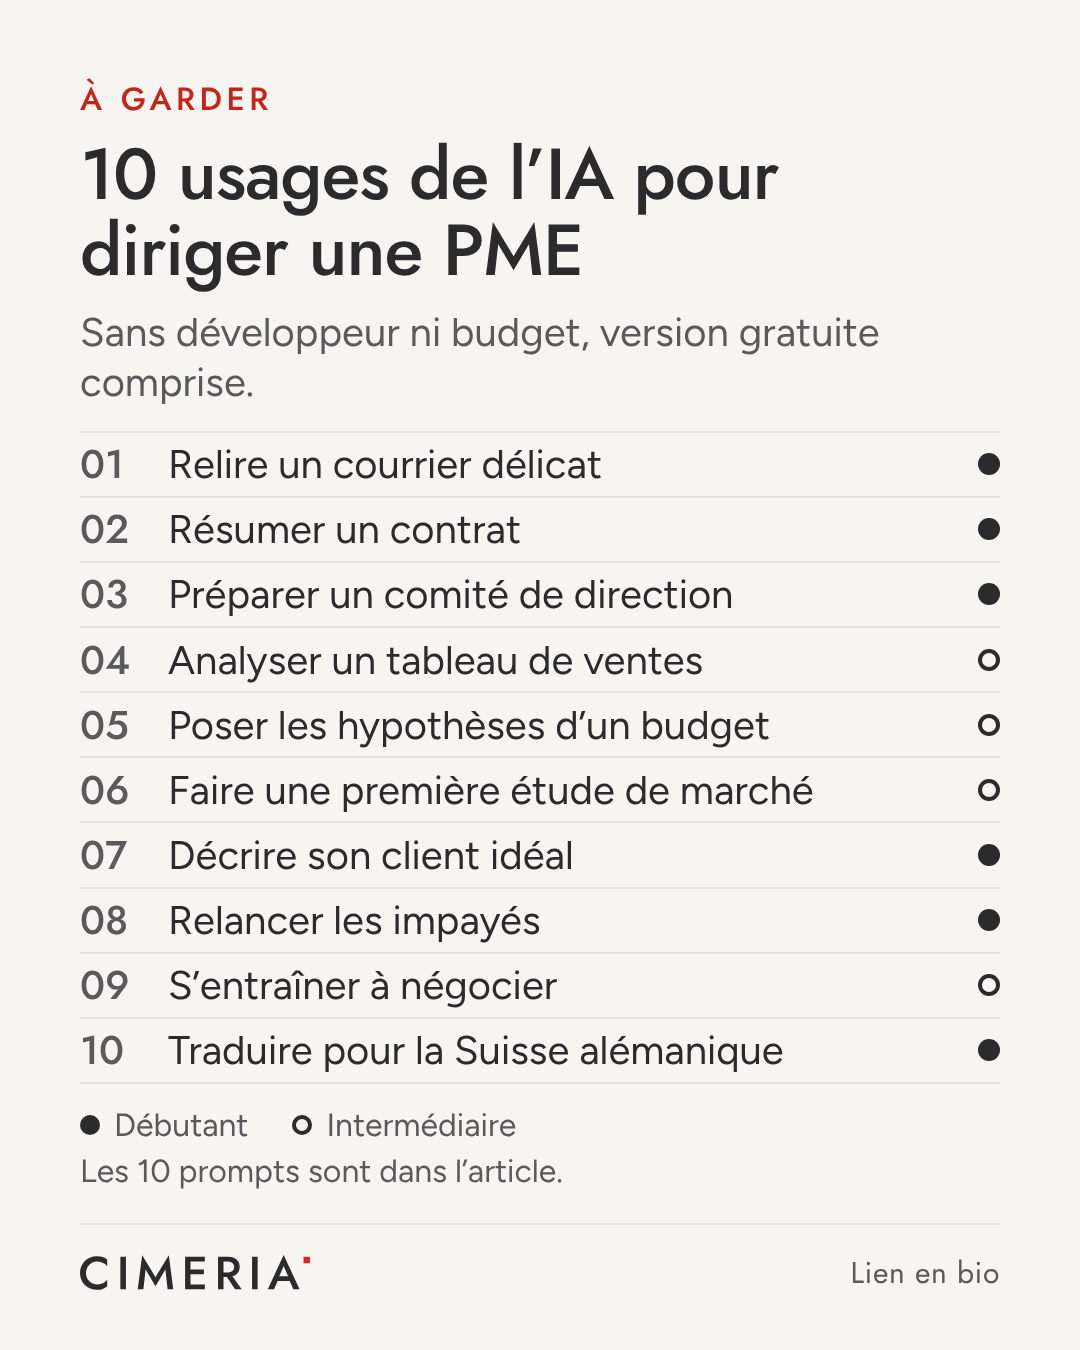 À GARDER
10 usages de l’IA pour
diriger une PME
Sans développeur ni budget, version gratuite
comprise.
01 Relire un courrier délicat
02 Résumer un contrat
03 Préparer un comité de direction
04 Analyser un tableau de ventes
05 Poser les hypothèses d’un budget
06 Faire une première étude de marché
07 Décrire son client idéal
08 Relancer les impayés
09 S’entraîner à négocier
10 Traduire pour la Suisse alémanique
Débutant Intermédiaire
Les 10 prompts sont dans l’article.
CIMERIA Lien en bio